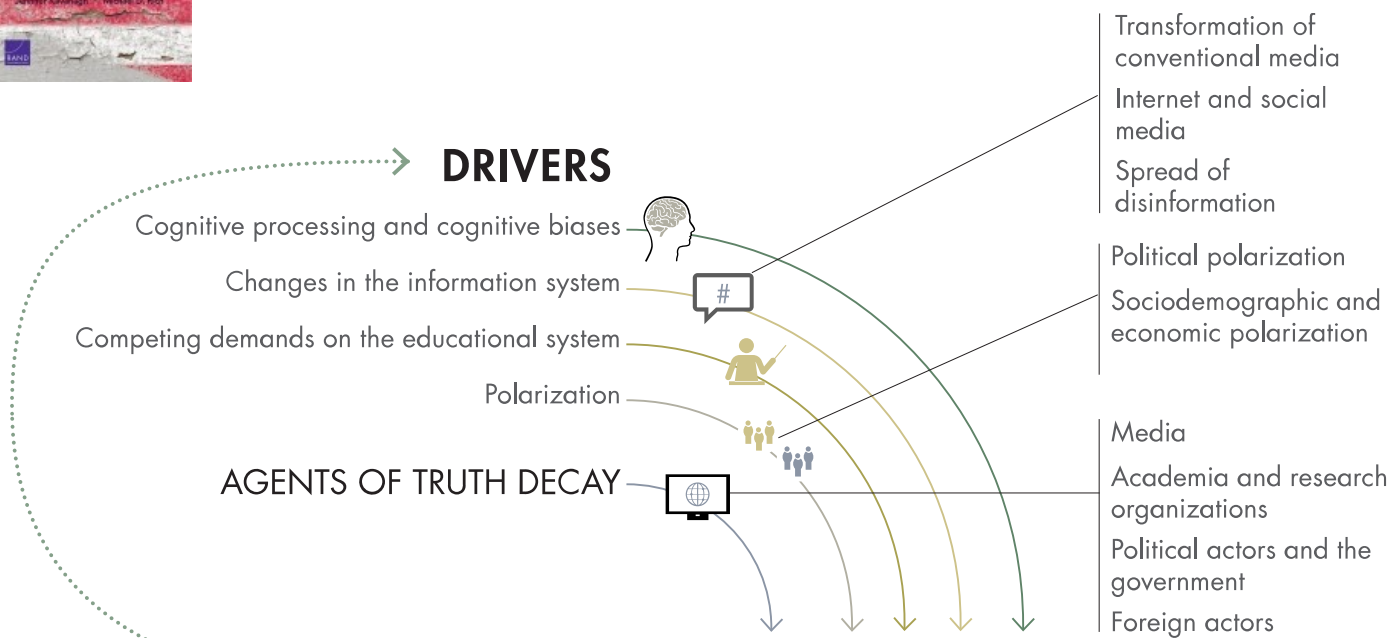 RAND
DRIVERS
Cognitive processing and cognitive biases
Changes in the information system
#
Competing demands on the educational system
Polarization
AGENTS OF TRUTH DECAY
Transformation of
conventional media
Internet and social
media
Spread of
disinformation
Political polarization
Sociodemographic and
economic polarization
Media
Academia and research
organizations
Political actors and the
government
Foreign actors